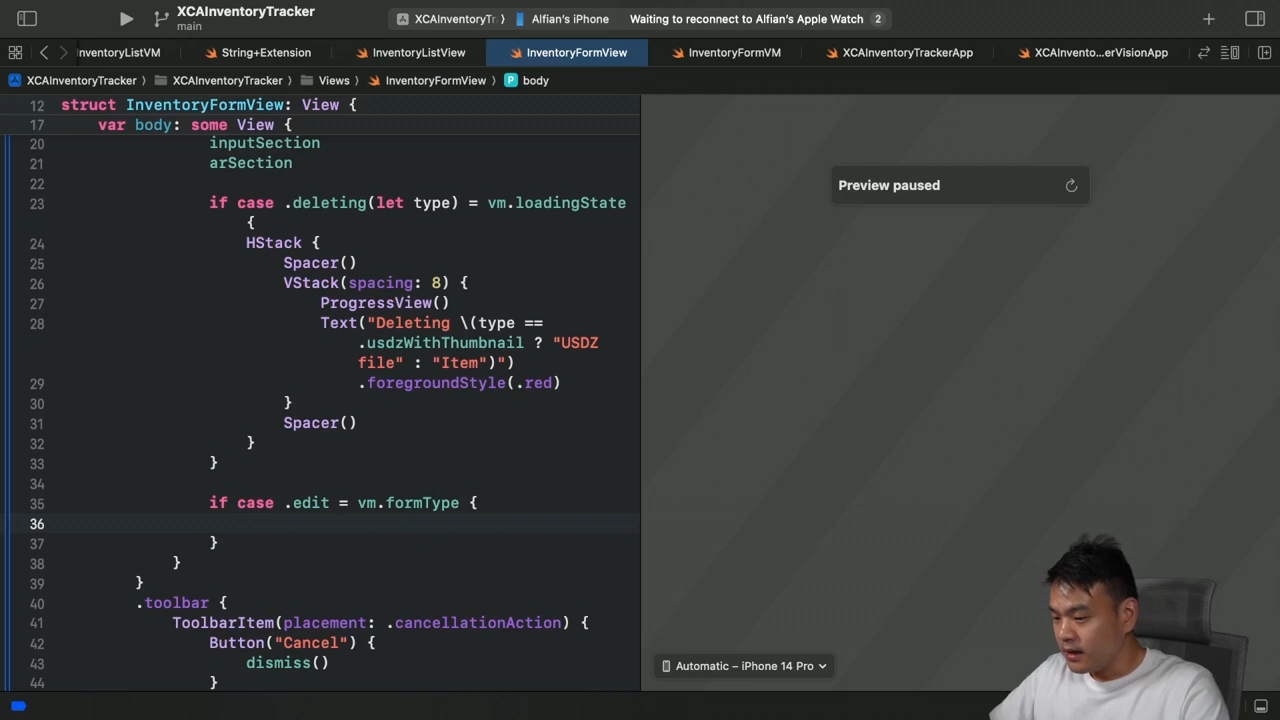 XCAInventoryTracker
main
XCAInventoryTr... Alfian's iPhone Waiting to reconnect to Alfian's Apple Watch 2
nventoryListVM String+Extension InventoryListView InventoryFormView InventoryFormVM XCAInventoryTrackerApp XCAInvento...erVisionApp
XCAInventoryTracker XCAInventoryTracker Views InventoryFormView P body
12 struct InventoryFormView: View {
17 var body: some View {
20 inputSection
21 arSection
22
23 if case .deleting(let type) = vm.loadingState
{
24 HStack {
25 Spacer()
26 VStack(spacing: 8) {
27 ProgressView()
28 Text("Deleting \(type ==
.usdzWithThumbnail ? "USDZ
file" : "Item")")
29 .foregroundStyle(.red)
30 }
31 Spacer()
32 }
33 }
34
35 if case .edit = vm.formType {
36
37 }
38 }
39 }
40 .toolbar {
41 ToolbarItem(placement: .cancellationAction) {
42 Button("Cancel") {
43 dismiss()
44 }
Preview paused
Automatic – iPhone 14 Pro